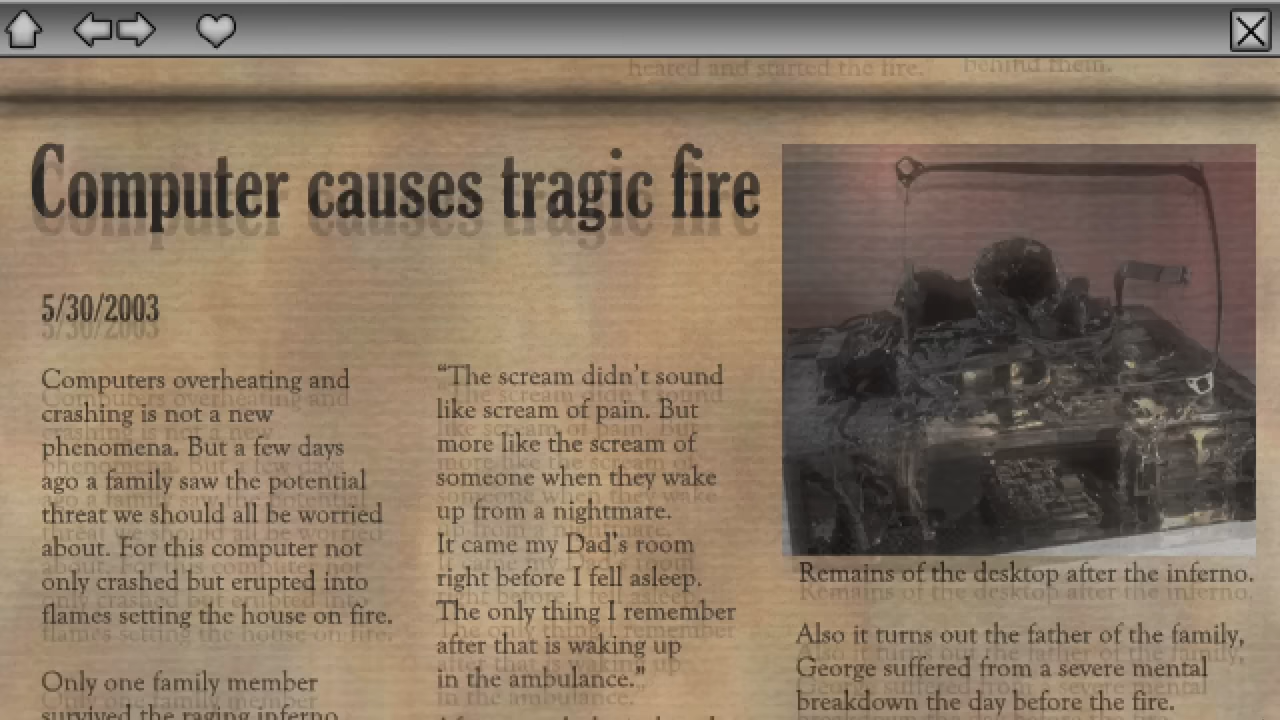 heated and started the fire."
behind them.
Computer causes tragic fire
5/30/2003
Computers overheating and
crashing is not a new
phenomena. But a few days
ago a family saw the potential
threat we should all be worried
about. For this computer not
only crashed but erupted into
flames setting the house on fire.
Only one family member
survived the raging inferno
"The scream didn't sound
like scream of pain. But
more like the scream of
someone when they wake
up from a nightmare.
It came my Dad's room
right before I fell asleep.
The only thing I remember
after that is waking up
in the ambulance."
Remains of the desktop after the inferno.
Also it turns out the father of the family,
George suffered from a severe mental
breakdown the day before the fire.